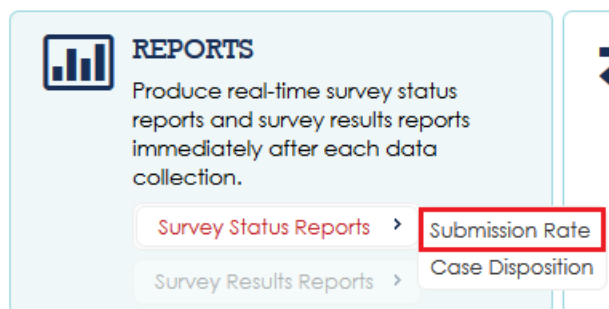 REPORTS
Produce real-time survey status
reports and survey results reports
immediately after each data
collection.
Survey Status Reports >
Submission Rate
Case Disposition
Survey Results Reports >